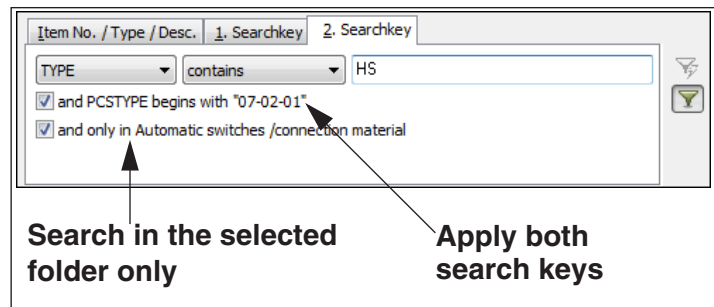 Item No. / Type / Desc. 1. Searchkey 2. Searchkey
TYPE contains HS
and PCSTYPE begins with "07-02-01"
and only in Automatic switches /connection material
Search in the selected
folder only
Apply both
search keys